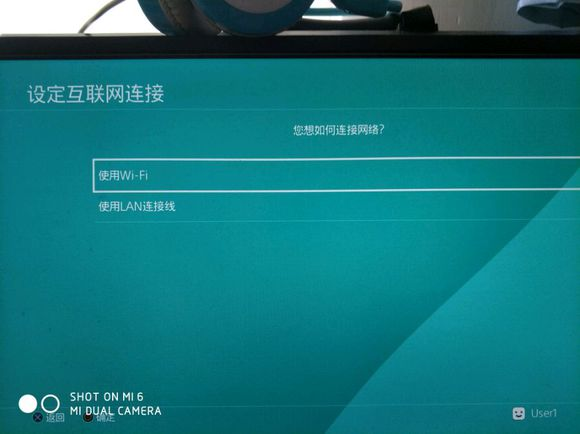 设定互联网连接
您想如何连接网络?
使用Wi-Fi
使用LAN连接线
SHOT ON MI 6
MI DUAL CAMERA
返回 确定
User1